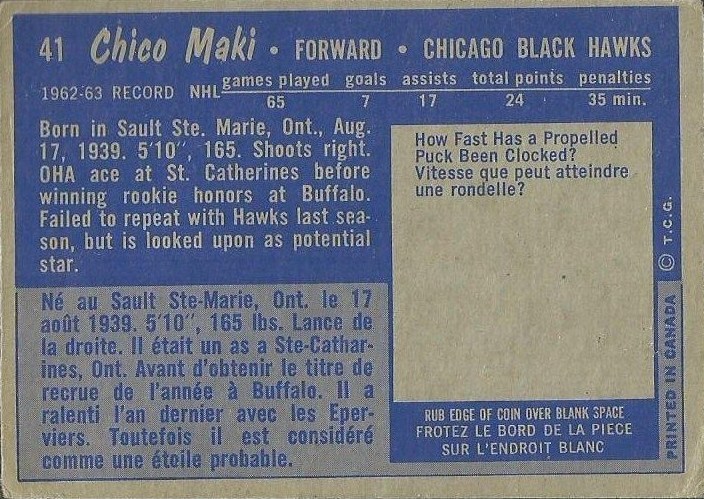 41 Chico Maki • FORWARD • CHICAGO BLACK HAWKS
games played goals assists total points penalties
1962-63 RECORD NHL 65 7 17 24 35 min.
Born in Sault Ste. Marie, Ont., Aug.
17, 1939. 5'10", 165. Shoots right.
OHA ace at St. Catherines before
winning rookie honors at Buffalo.
Failed to repeat with Hawks last sea-
son, but is looked upon as potential
star.
Né au Sault Ste-Marie, Ont. le 17
août 1939. 5'10", 165 lbs. Lance de
la droite. Il était un as a Ste-Cathar-
ines, Ont. Avant d'obtenir le titre de
recrue de l'année à Buffalo. Il a
ralenti l'an dernier avec les Eper-
viers. Toutefois il est considéré
comme une étoile probable.
How Fast Has a Propelled
Puck Been Clocked?
Vitesse que peut atteindre
une rondelle?
RUB EDGE OF COIN OVER BLANK SPACE
FROTEZ LE BORD DE LA PIECE
SUR L'ENDROIT BLANC
PRINTED IN CANADA © T.C.G.